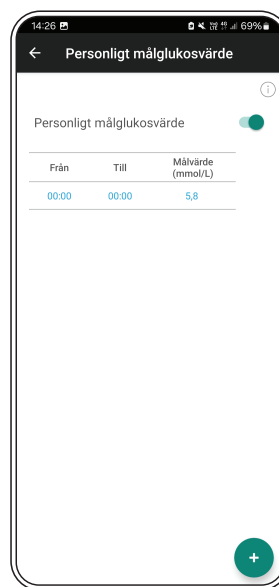 14:26 69%
Personligt målglukosvärde
Personligt målglukosvärde
Från Till Målvärde (mmol/L)
00:00 00:00 5,8